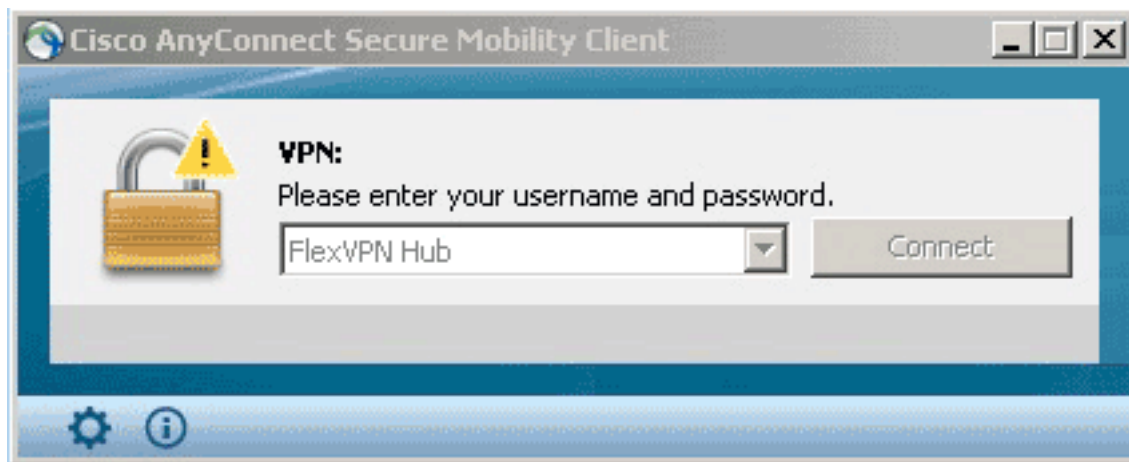 Cisco AnyConnect Secure Mobility Client
VPN:
Please enter your username and password.
FlexVPN Hub
Connect